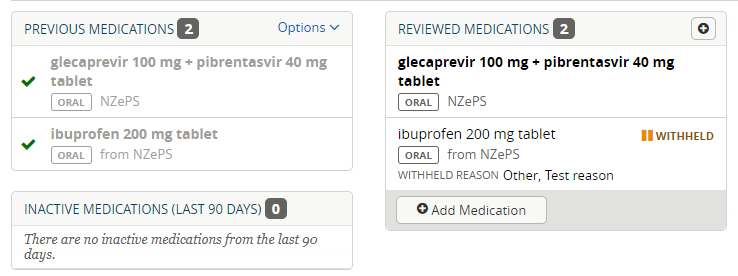 PREVIOUS MEDICATIONS 2 Options
glecaprevir 100 mg + pibrentasvir 40 mg
tablet
ORAL NZePS
ibuprofen 200 mg tablet
ORAL from NZePS
INACTIVE MEDICATIONS (LAST 90 DAYS) 0
There are no inactive medications from the last 90
days.
REVIEWED MEDICATIONS 2
glecaprevir 100 mg + pibrentasvir 40 mg
tablet
ORAL NZePS
ibuprofen 200 mg tablet WITHHELD
ORAL from NZePS
WITHHELD REASON Other, Test reason
Add Medication